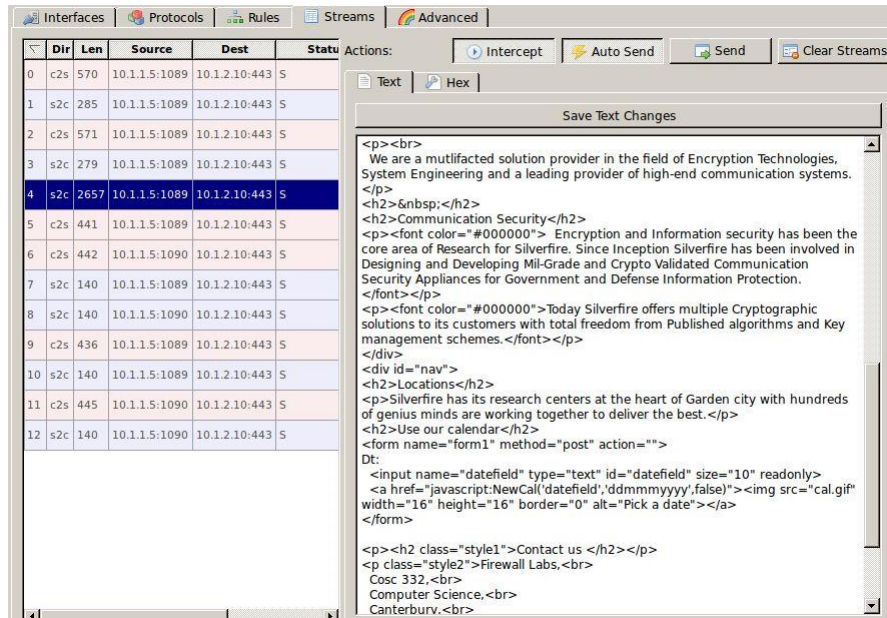 Interfaces Protocols Rules Streams Advanced
Dir Len Source Dest Statu
0 c2s 570 10.1.1.5:1089 10.1.2.10:443 S
1 s2c 285 10.1.1.5:1089 10.1.2.10:443 S
2 c2s 571 10.1.1.5:1089 10.1.2.10:443 S
3 s2c 279 10.1.1.5:1089 10.1.2.10:443 S
4 s2c 2657 10.1.1.5:1089 10.1.2.10:443 S
5 c2s 441 10.1.1.5:1089 10.1.2.10:443 S
6 c2s 442 10.1.1.5:1090 10.1.2.10:443 S
7 s2c 140 10.1.1.5:1089 10.1.2.10:443 S
8 s2c 140 10.1.1.5:1090 10.1.2.10:443 S
9 c2s 436 10.1.1.5:1089 10.1.2.10:443 S
10 s2c 140 10.1.1.5:1089 10.1.2.10:443 S
11 c2s 445 10.1.1.5:1090 10.1.2.10:443 S
12 s2c 140 10.1.1.5:1090 10.1.2.10:443 S
Actions: Intercept Auto Send Send Clear Streams
Text Hex
Save Text Changes
<p><br>
We are a mutlifacted solution provider in the field of Encryption Technologies,
System Engineering and a leading provider of high-end communication systems.
</p>
<h2>&nbsp;</h2>
<h2>Communication Security</h2>
<p><font color="#000000"> Encryption and Information security has been the
core area of Research for Silverfire. Since Inception Silverfire has been involved in
Designing and Developing Mil-Grade and Crypto Validated Communication
Security Appliances for Government and Defense Information Protection.
</font></p>
<p><font color="#000000">Today Silverfire offers multiple Cryptographic
solutions to its customers with total freedom from Published algorithms and Key
management schemes.</font></p>
</div>
<div id="nav">
<h2>Locations</h2>
<p>Silverfire has its research centers at the heart of Garden city with hundreds
of genius minds are working together to deliver the best.</p>
<h2>Use our calendar</h2>
<form name="form1" method="post" action="">
Dt:
<input name="datefield" type="text" id="datefield" size="10" readonly>
<a href="javascript:NewCal('datefield','ddmmmyyyy',false)"><img src="cal.gif"
width="16" height="16" border="0" alt="Pick a date"></a>
</form>
<p><h2 class="style1">Contact us </h2></p>
<p class="style2">Firewall Labs,<br>
Cosc 332,<br>
Computer Science,<br>
Canterbury,<br>